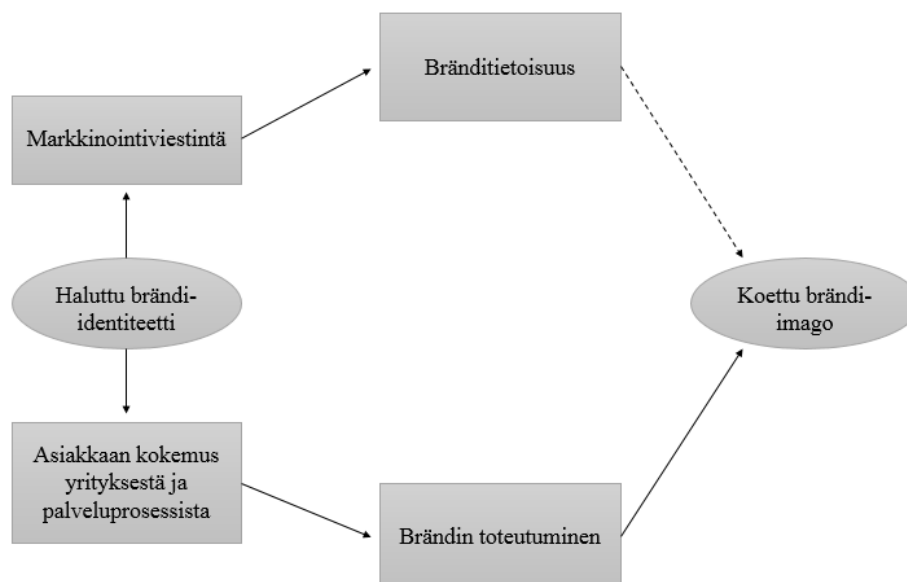 Bränditietoisuus
Markkinointiviestintä
Haluttu brändi-
identiteetti
Koettu brändi-
imago
Asiakkaan kokemus
yrityksestä ja
palveluprosessista
Brändin toteutuminen